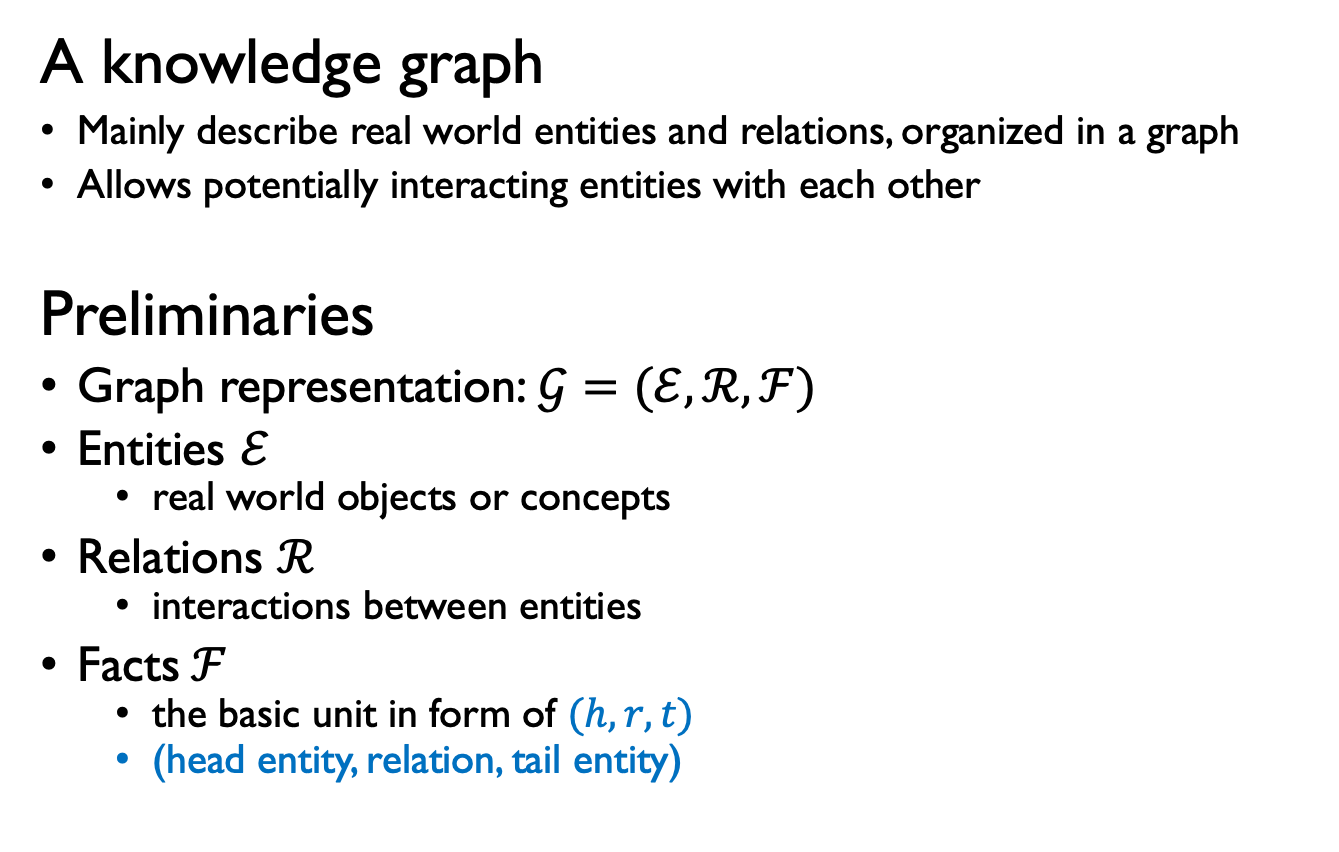 A knowledge graph
• Mainly describe real world entities and relations, organized in a graph
• Allows potentially interacting entities with each other
Preliminaries
• Graph representation: 𝒢 = (ℰ, ℛ, ℱ)
• Entities ℰ
• real world objects or concepts
• Relations ℛ
• interactions between entities
• Facts ℱ
• the basic unit in form of (h, r, t)
• (head entity, relation, tail entity)